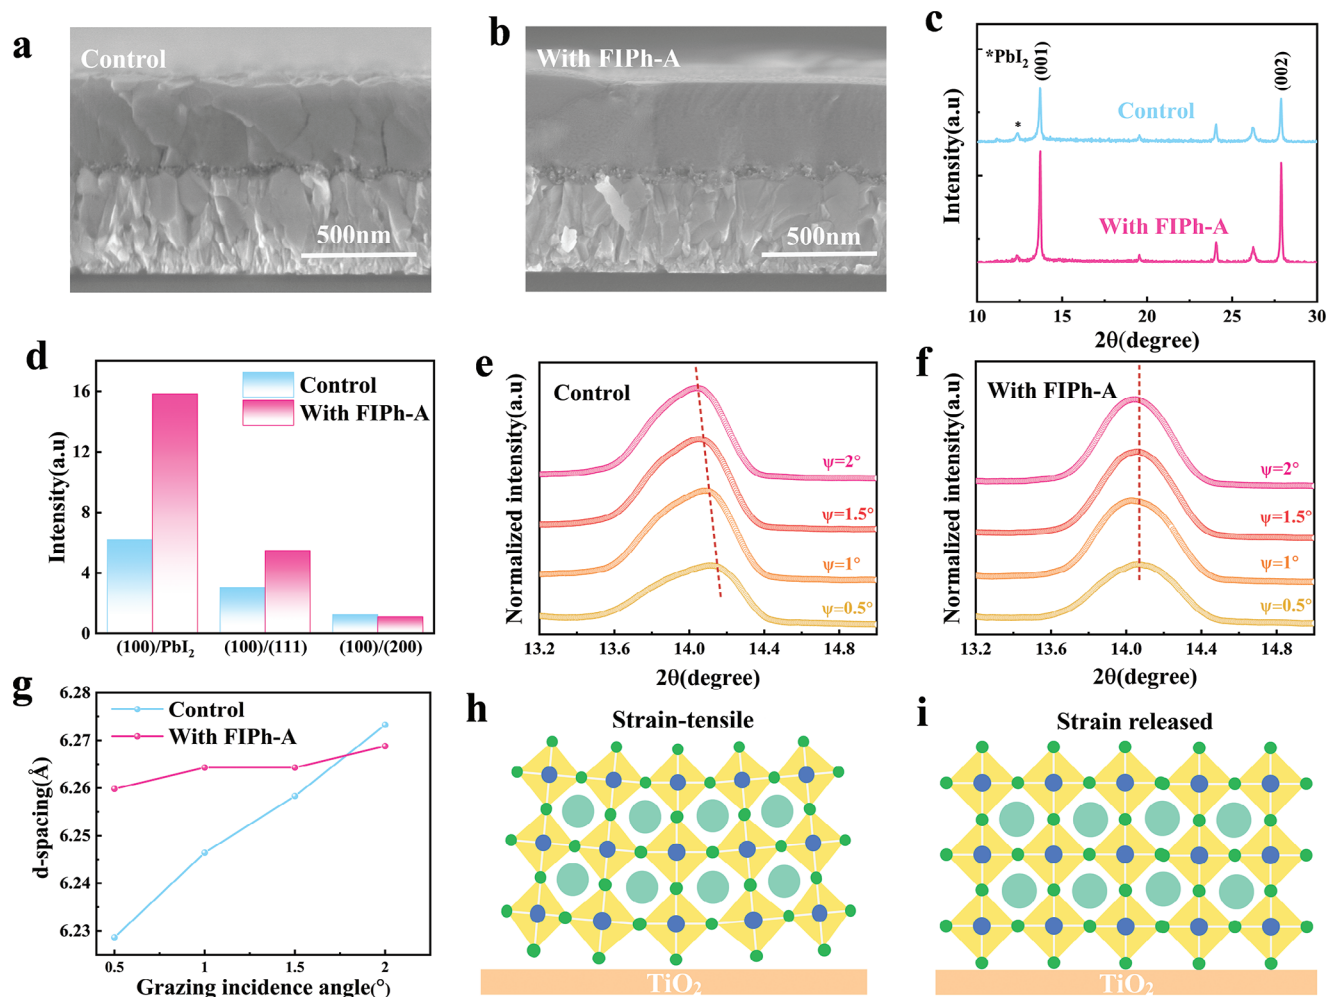 a
Control
500nm
b
With FIPh-A
500nm
c
Intensity(a.u)
*PbI₂
(001)
(002)
*
Control
With FIPh-A
10
15
20
25
30
2θ(degree)
d
Intensity(a.u)
16
12
8
4
0
Control
With FIPh-A
(100)/PbI₂
(100)/(111)
(100)/(200)
e
Normalized intensity(a.u)
Control
ψ=2°
ψ=1.5°
ψ=1°
ψ=0.5°
13.2
13.6
14.0
14.4
14.8
2θ(degree)
f
Normalized intensity(a.u)
With FIPh-A
ψ=2°
ψ=1.5°
ψ=1°
ψ=0.5°
13.2
13.6
14.0
14.4
14.8
2θ(degree)
g
d-spacing(Å)
6.28
6.27
6.26
6.25
6.24
6.23
Control
With FIPh-A
0.5
1
1.5
2
Grazing incidence angle(°)
h
Strain-tensile
TiO₂
i
Strain released
TiO₂